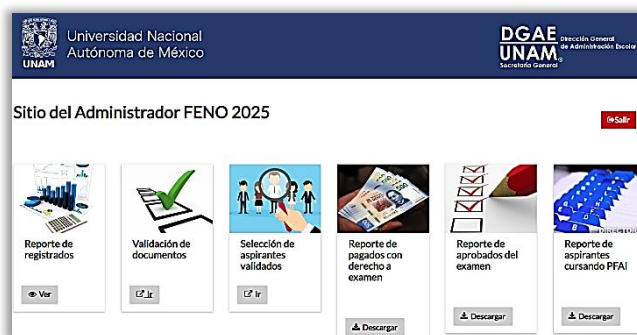 Universidad Nacional
Autónoma de México
UNAM
DGAE
UNAM
Dirección General
de Administración Escolar
Secretaría General
Sitio del Administrador FENO 2025
Salir
Reporte de
registrados
Ver
Validación de
documentos
Ir
Selección de
aspirantes
validados
Ir
Reporte de
pagados con
derecho a
examen
Descargar
Reporte de
aprobados del
examen
Descargar
DIRECTOR
Reporte de
aspirantes
cursando PFAI
Descargar